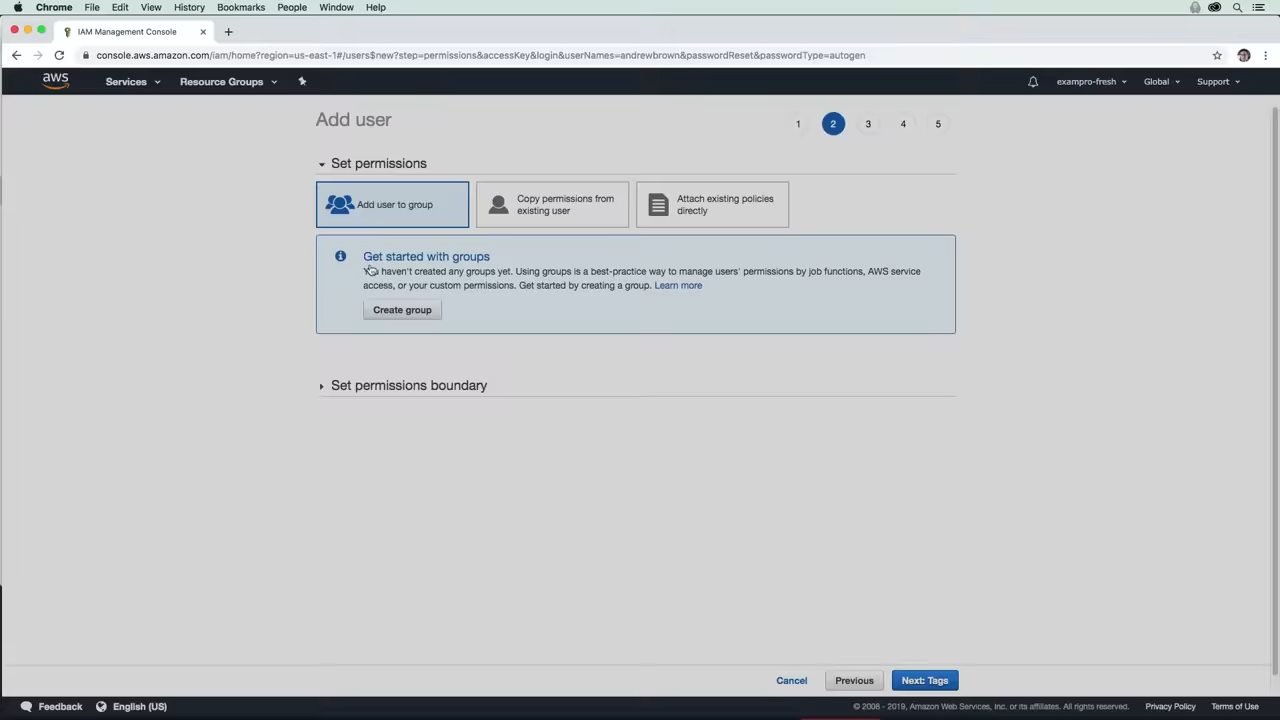 Chrome File Edit View History Bookmarks People Window Help
IAM Management Console
console.aws.amazon.com/iam/home?region=us-east-1#/users$new?step=permissions&accessKey&login&userNames=andrewbrown&passwordReset&passwordType=autogen
aws Services Resource Groups exampro-fresh Global Support
Add user 1 2 3 4 5
Set permissions
Add user to group
Copy permissions from
existing user
Attach existing policies
directly
Get started with groups
You haven't created any groups yet. Using groups is a best-practice way to manage users' permissions by job functions, AWS service
access, or your custom permissions. Get started by creating a group. Learn more
Create group
Set permissions boundary
Cancel Previous Next: Tags
Feedback English (US) © 2008 - 2019, Amazon Web Services, Inc. or its affiliates. All rights reserved. Privacy Policy Terms of Use